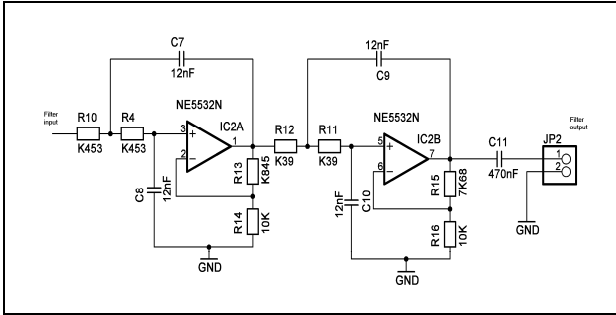 C7
12nF
12nF
C9
NE5532N
NE5532N
Filter
input
R10
K453
R4
K453
3
2
1
IC2A
R12
K39
R11
K39
5
6
7
IC2B
C11
470nF
Filter
output
JP2
1
2
C8
12nF
R13
K845
R14
10K
GND
C10
12nF
R15
7K68
R16
10K
GND
GND
+
−
+
−